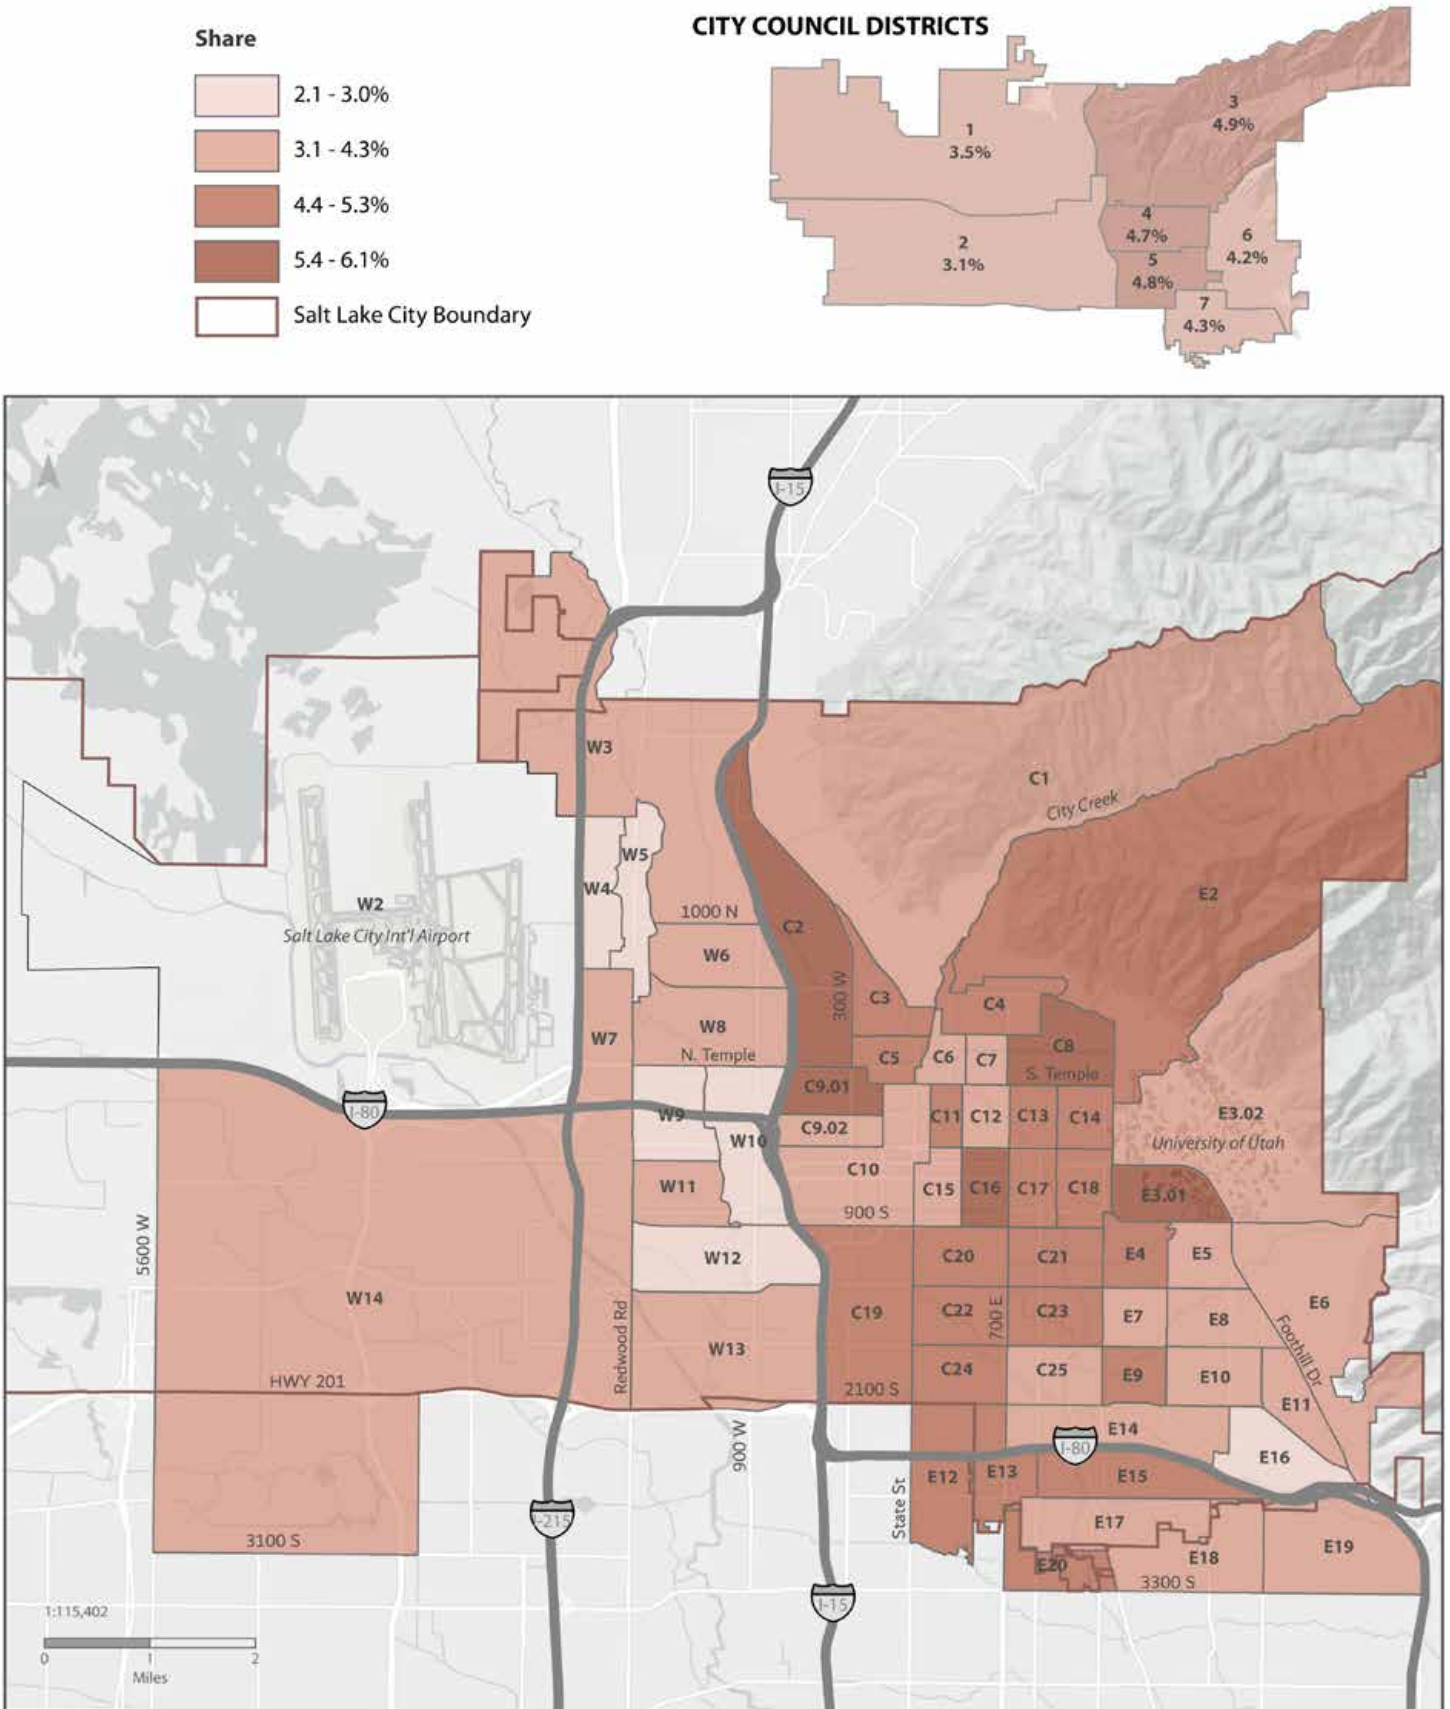 CITY COUNCIL DISTRICTS
Share
2.1 - 3.0%
3.1 - 4.3%
4.4 - 5.3%
5.4 - 6.1%
Salt Lake City Boundary
3
4.9%
1
3.5%
4
4.7%
2
3.1%
6
4.2%
5
4.8%
7
4.3%
I-15
W3
C1
City Creek
W5
W4
E2
W2
Salt Lake City Int'l Airport
1000 N
C2
W6
300 W
C3
C4
W8
W7
N. Temple
C5
C6
C7
C8
S. Temple
C9.01
I-80
W9
W10
C9.02
C11
C12
C13
C14
E3.02
University of Utah
C10
W11
C15
C16
C17
C18
E3.01
900 S
5600 W
W12
C20
C21
E4
E5
W14
C19
C22
700 E
C23
E7
E8
E6
Redwood Rd
W13
Foothill Dr
HWY 201
2100 S
C24
C25
E9
E10
E11
900 W
E14
I-80
E16
State St
E12
E13
E15
I-215
E17
3100 S
E20
E18
E19
3300 S
I-15
1:115,402
0
1
2
Miles